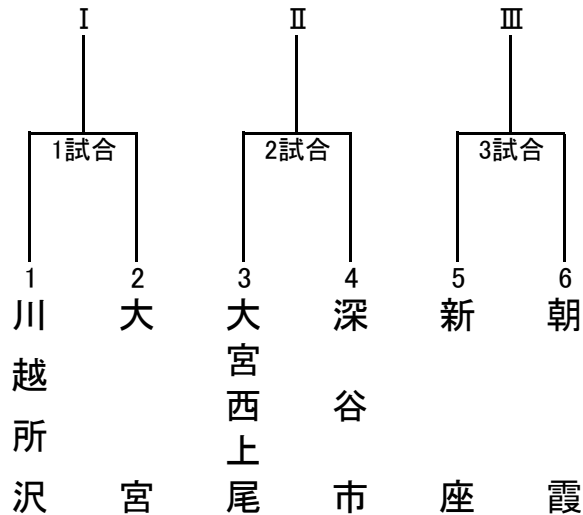 Ⅰ Ⅱ Ⅲ
1試合 2試合 3試合
1 2 3 4 5 6
川越所沢
大宮
大宮西上尾
深谷市
新座
朝霞